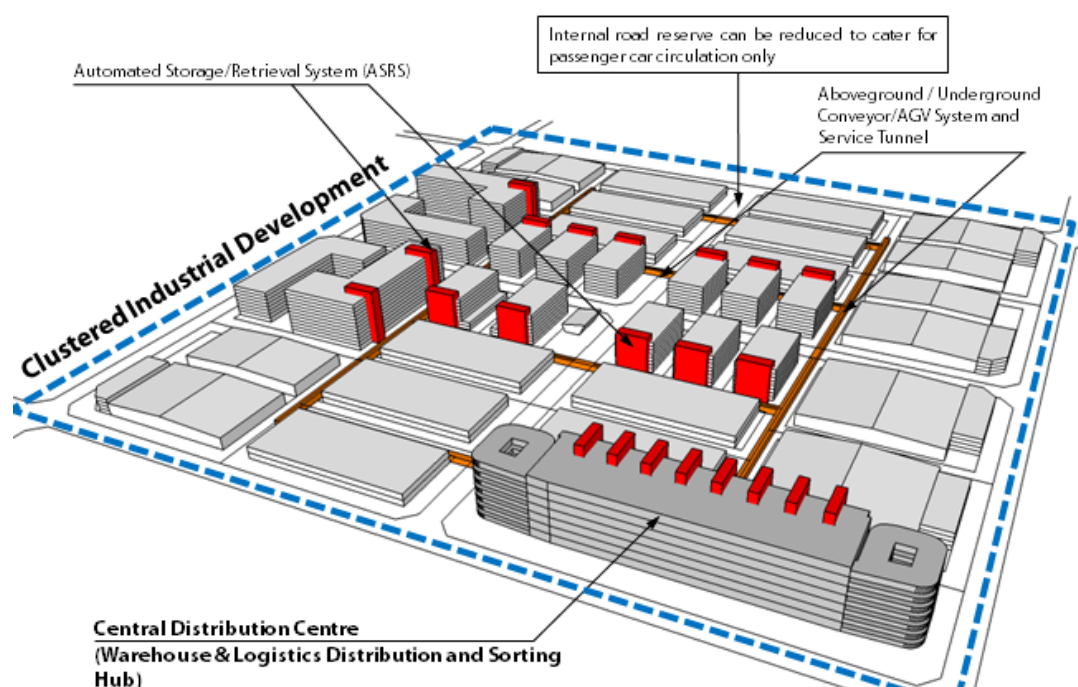 Internal road reserve can be reduced to cater for
passenger car circulation only
Automated Storage/Retrieval System (ASRS)
Aboveground / Underground
Conveyor/AGV System and
Service Tunnel
Clustered Industrial Development
Central Distribution Centre
(Warehouse & Logistics Distribution and Sorting
Hub)